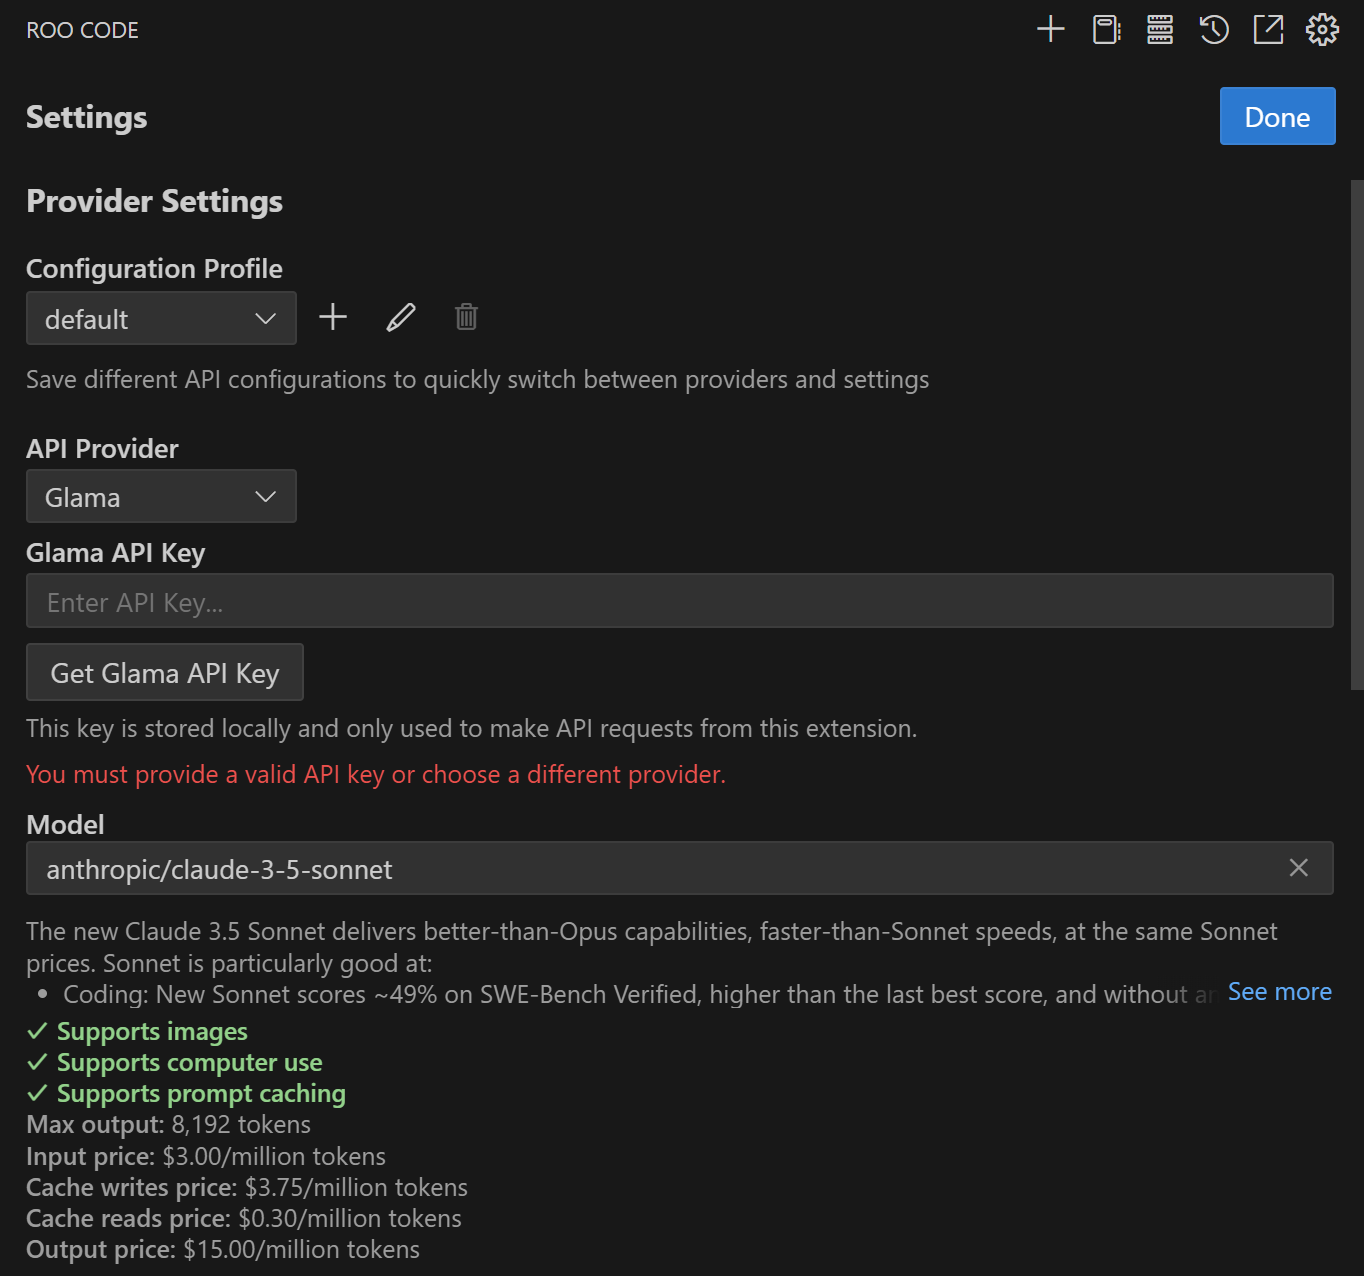 ROO CODE
Settings
Done
Provider Settings
Configuration Profile
default
Save different API configurations to quickly switch between providers and settings
API Provider
Glama
Glama API Key
Enter API Key...
Get Glama API Key
This key is stored locally and only used to make API requests from this extension.
You must provide a valid API key or choose a different provider.
Model
anthropic/claude-3-5-sonnet
The new Claude 3.5 Sonnet delivers better-than-Opus capabilities, faster-than-Sonnet speeds, at the same Sonnet
prices. Sonnet is particularly good at:
• Coding: New Sonnet scores ~49% on SWE-Bench Verified, higher than the last best score, and without See more
✓ Supports images
✓ Supports computer use
✓ Supports prompt caching
Max output: 8,192 tokens
Input price: $3.00/million tokens
Cache writes price: $3.75/million tokens
Cache reads price: $0.30/million tokens
Output price: $15.00/million tokens